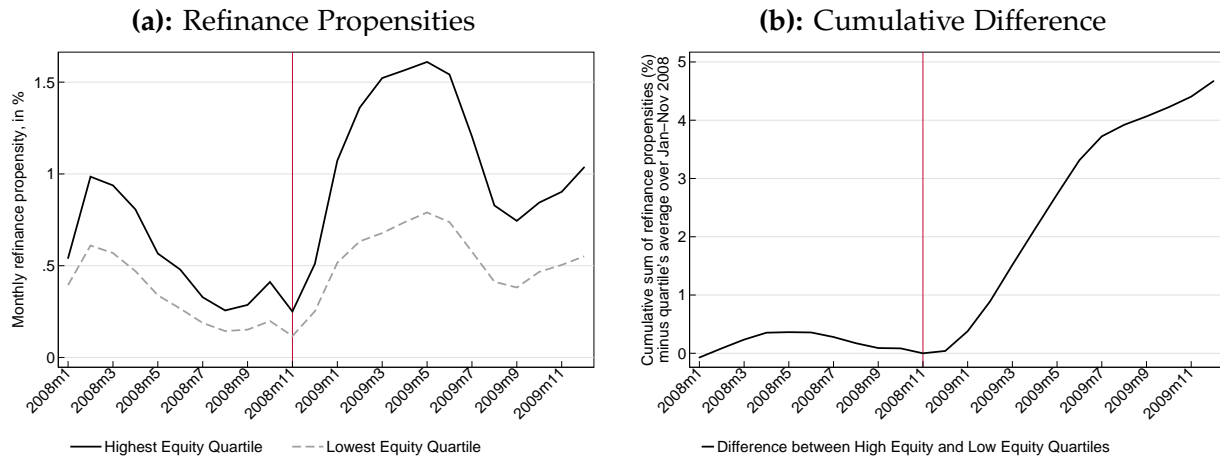 (a): Refinance Propensities
Monthly refinance propensity, in %
1.5
1
.5
0
2008m1
2008m3
2008m5
2008m7
2008m9
2008m11
2009m1
2009m3
2009m5
2009m7
2009m9
2009m11
Highest Equity Quartile
Lowest Equity Quartile
(b): Cumulative Difference
Cumulative sum of refinance propensities (%)
minus quartile's average over Jan–Nov 2008
5
4
3
2
1
0
2008m1
2008m3
2008m5
2008m7
2008m9
2008m11
2009m1
2009m3
2009m5
2009m7
2009m9
2009m11
Difference between High Equity and Low Equity Quartiles